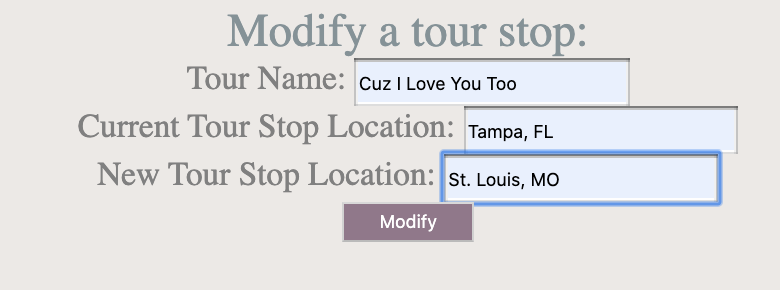 Modify a tour stop:
Tour Name: Cuz I Love You Too
Current Tour Stop Location: Tampa, FL
New Tour Stop Location: St. Louis, MO
Modify